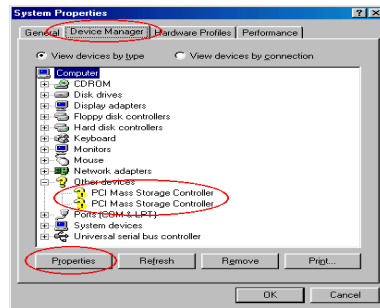 System Properties
General Device Manager Hardware Profiles Performance
View devices by type View devices by connection
Computer
CDROM
Disk drives
Display adapters
Floppy disk controllers
Hard disk controllers
Keyboard
Monitors
Mouse
Network adapters
Other devices
PCI Mass Storage Controller
PCI Mass Storage Controller
Ports (COM & LPT)
System devices
Universal serial bus controller
Properties Refresh Remove Print...
OK Cancel